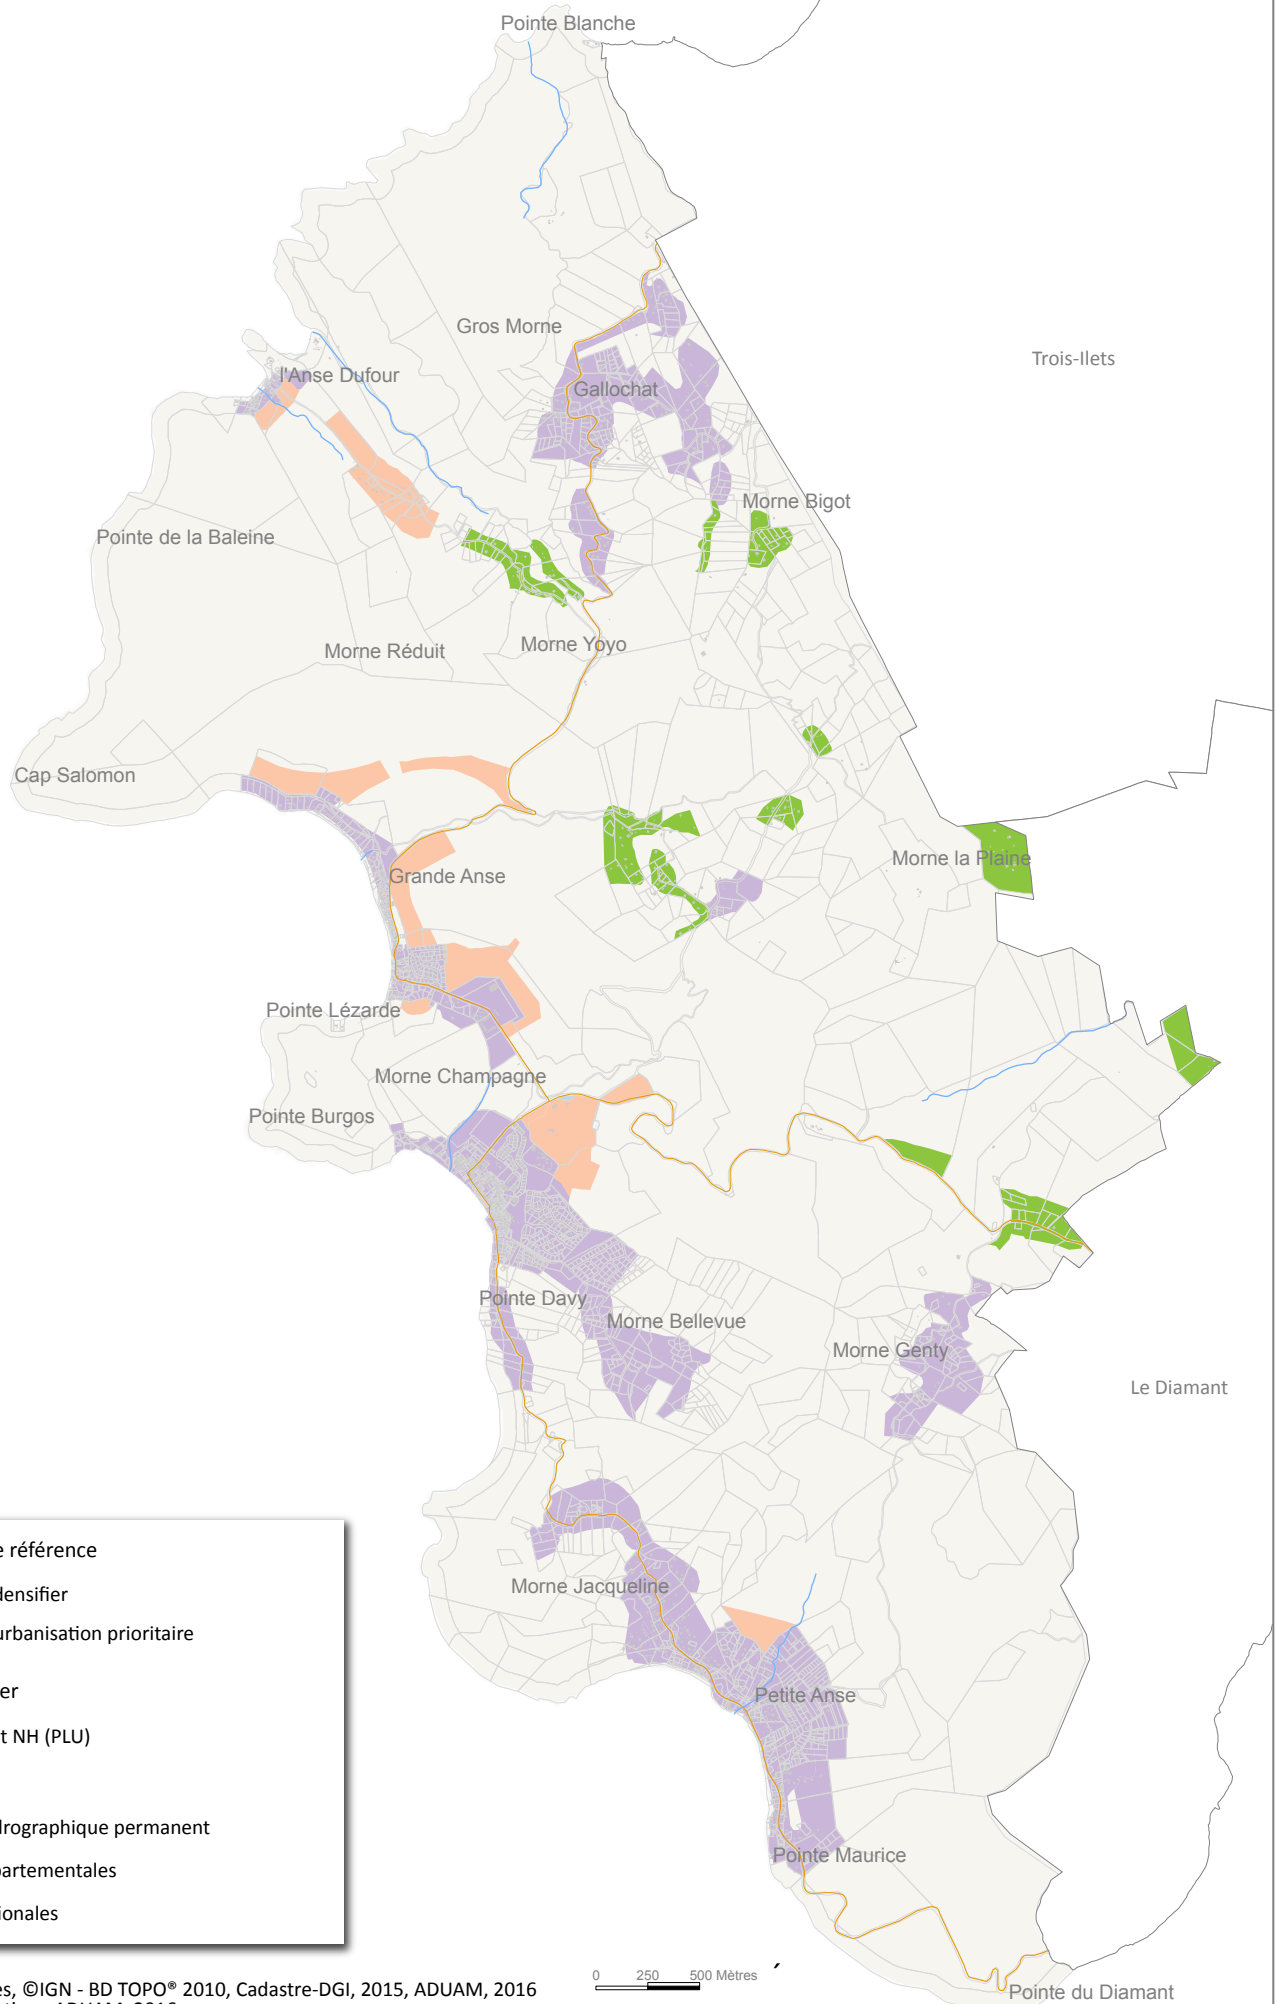 Pointe Blanche
Gros Morne
Trois-Ilets
l'Anse Dufour
Gallochat
Morne Bigot
Pointe de la Baleine
Morne Réduit
Morne Yoyo
Cap Salomon
Morne la Plaine
Grande Anse
Pointe Lézarde
Morne Champagne
Pointe Burgos
Pointe Davy
Morne Bellevue
Morne Genty
Le Diamant
Morne Jacqueline
Petite Anse
Pointe Maurice
Pointe du Diamant
e référence
densifier
urbanisation prioritaire
er
t NH (PLU)
drographique permanent
partementales
ionales
0 250 500 Mètres
es, ©IGN - BD TOPO® 2010, Cadastre-DGI, 2015, ADUAM, 2016